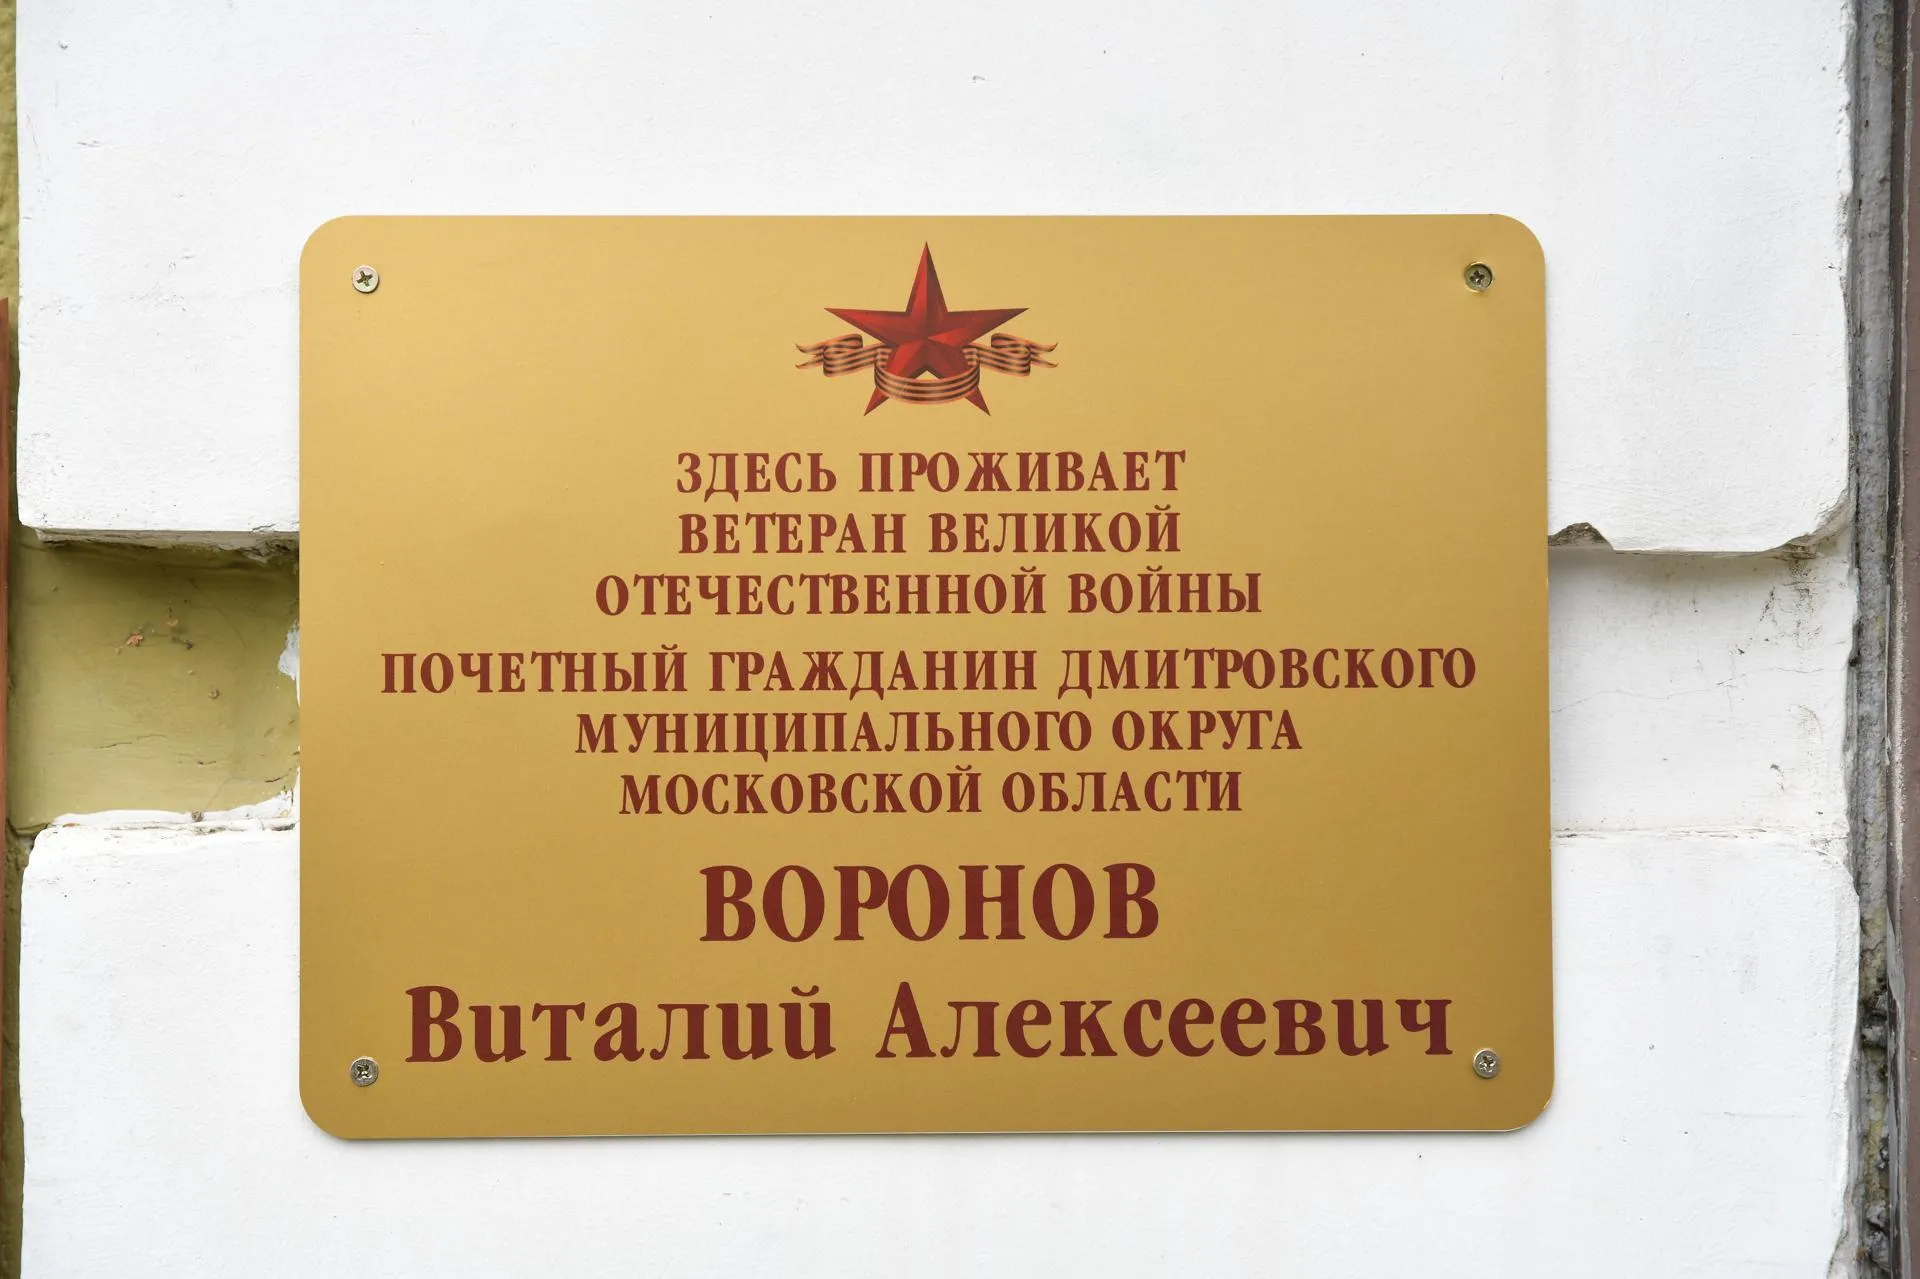 ЗДЕСЬ ПРОЖИВАЕТ
ВЕТЕРАН ВЕЛИКОЙ
ОТЕЧЕСТВЕННОЙ ВОЙНЫ
ПОЧЕТНЫЙ ГРАЖДАНИН ДМИТРОВСКОГО
МУНИЦИПАЛЬНОГО ОКРУГА
МОСКОВСКОЙ ОБЛАСТИ
ВОРОНОВ
Виталий Алексеевич